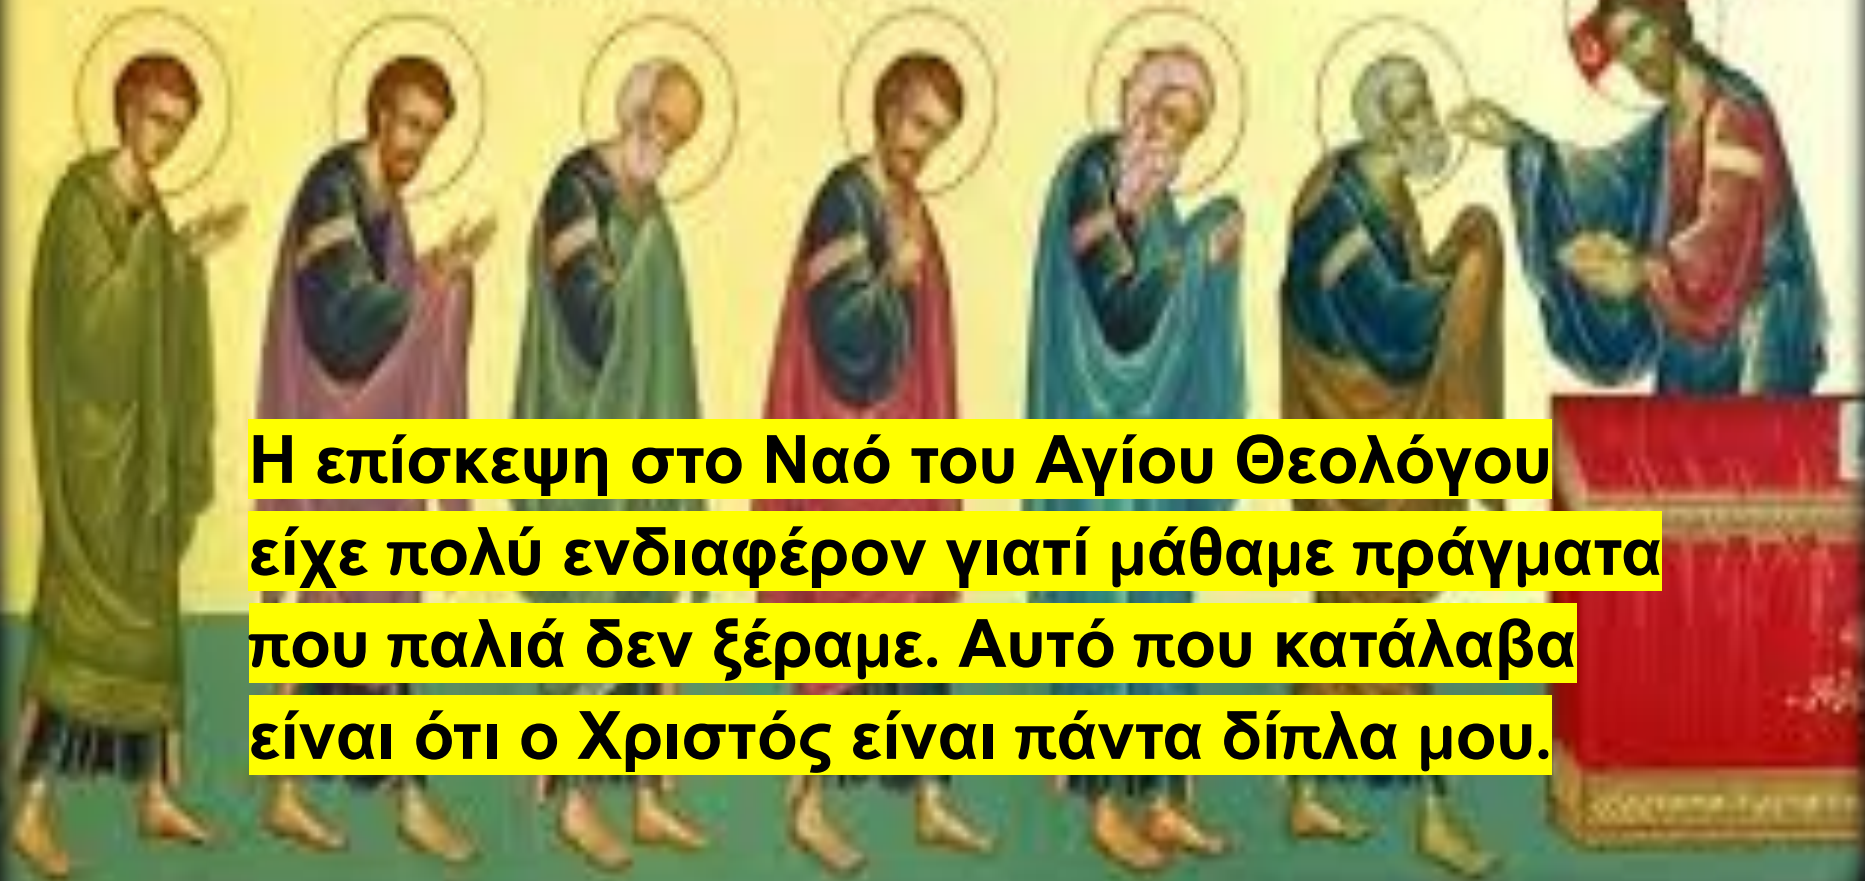 Η επίσκεψη στο Ναό του Αγίου Θεολόγου
είχε πολύ ενδιαφέρον γιατί μάθαμε πράγματα
που παλιά δεν ξέραμε. Αυτό που κατάλαβα
είναι ότι ο Χριστός είναι πάντα δίπλα μου.